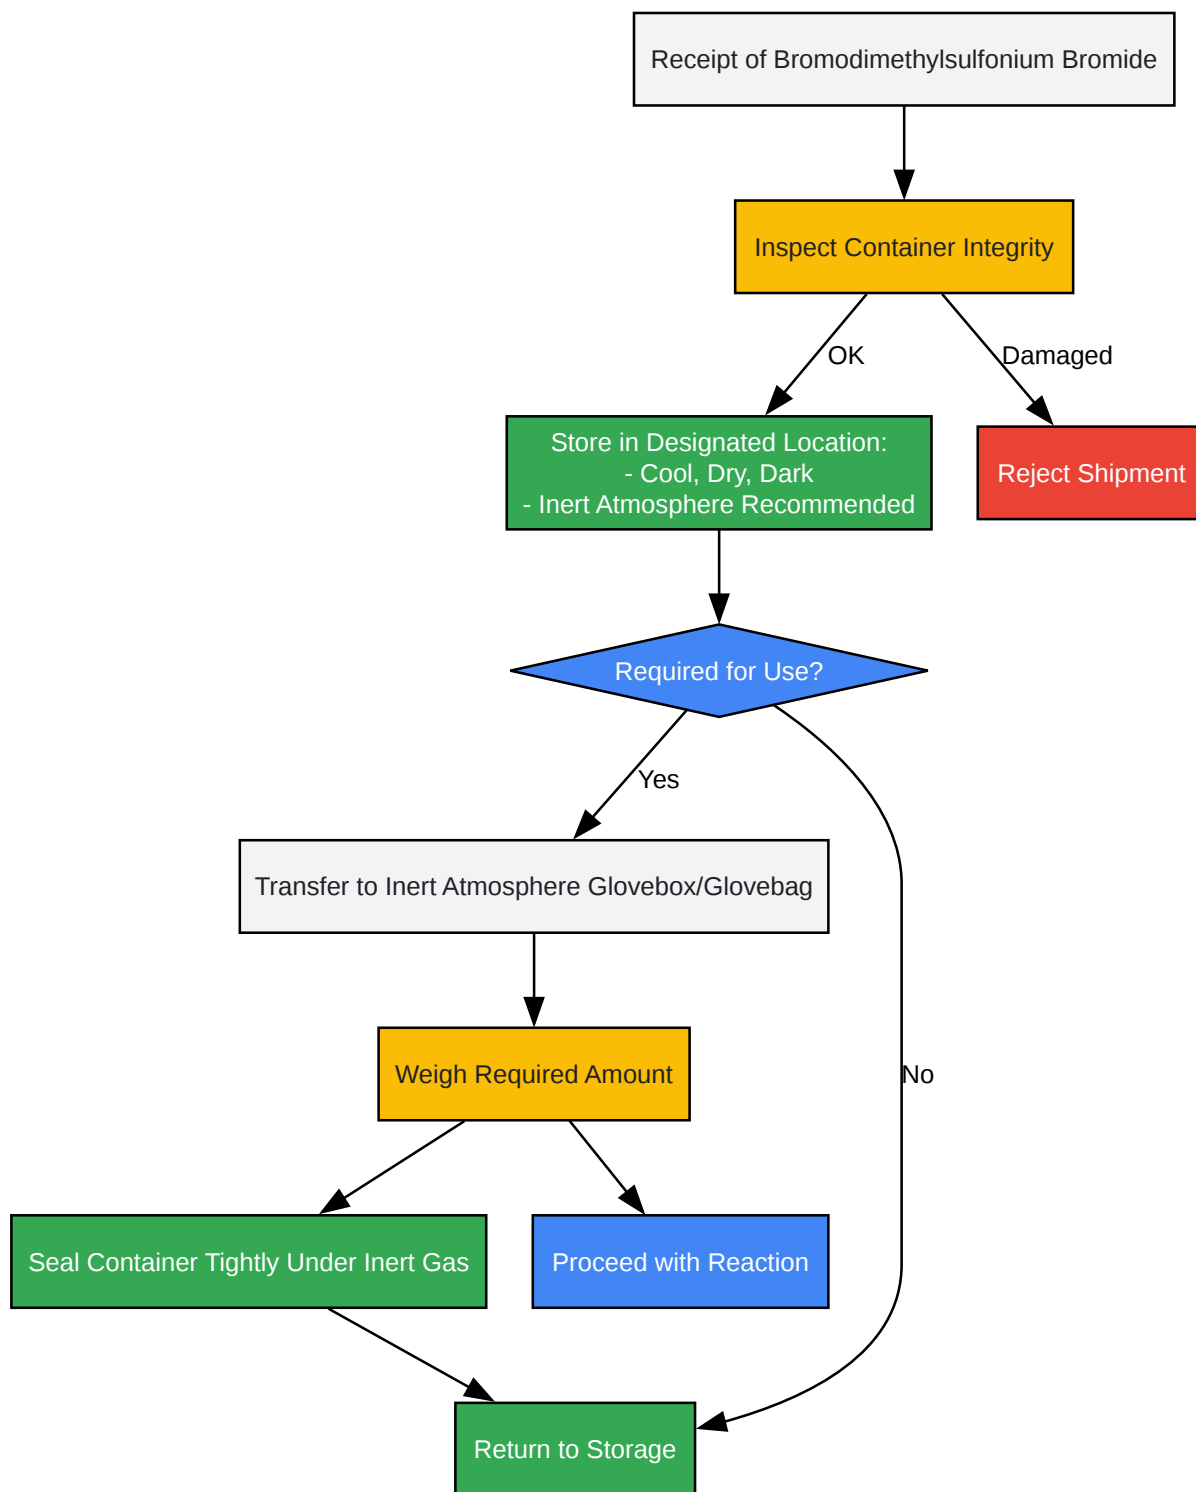 Receipt of Bromodimethylsulfonium Bromide
Inspect Container Integrity
OK
Damaged
Store in Designated Location:
- Cool, Dry, Dark
- Inert Atmosphere Recommended
Reject Shipment
Required for Use?
Yes
Transfer to Inert Atmosphere Glovebox/Glovebag
Weigh Required Amount
No
Seal Container Tightly Under Inert Gas
Proceed with Reaction
Return to Storage